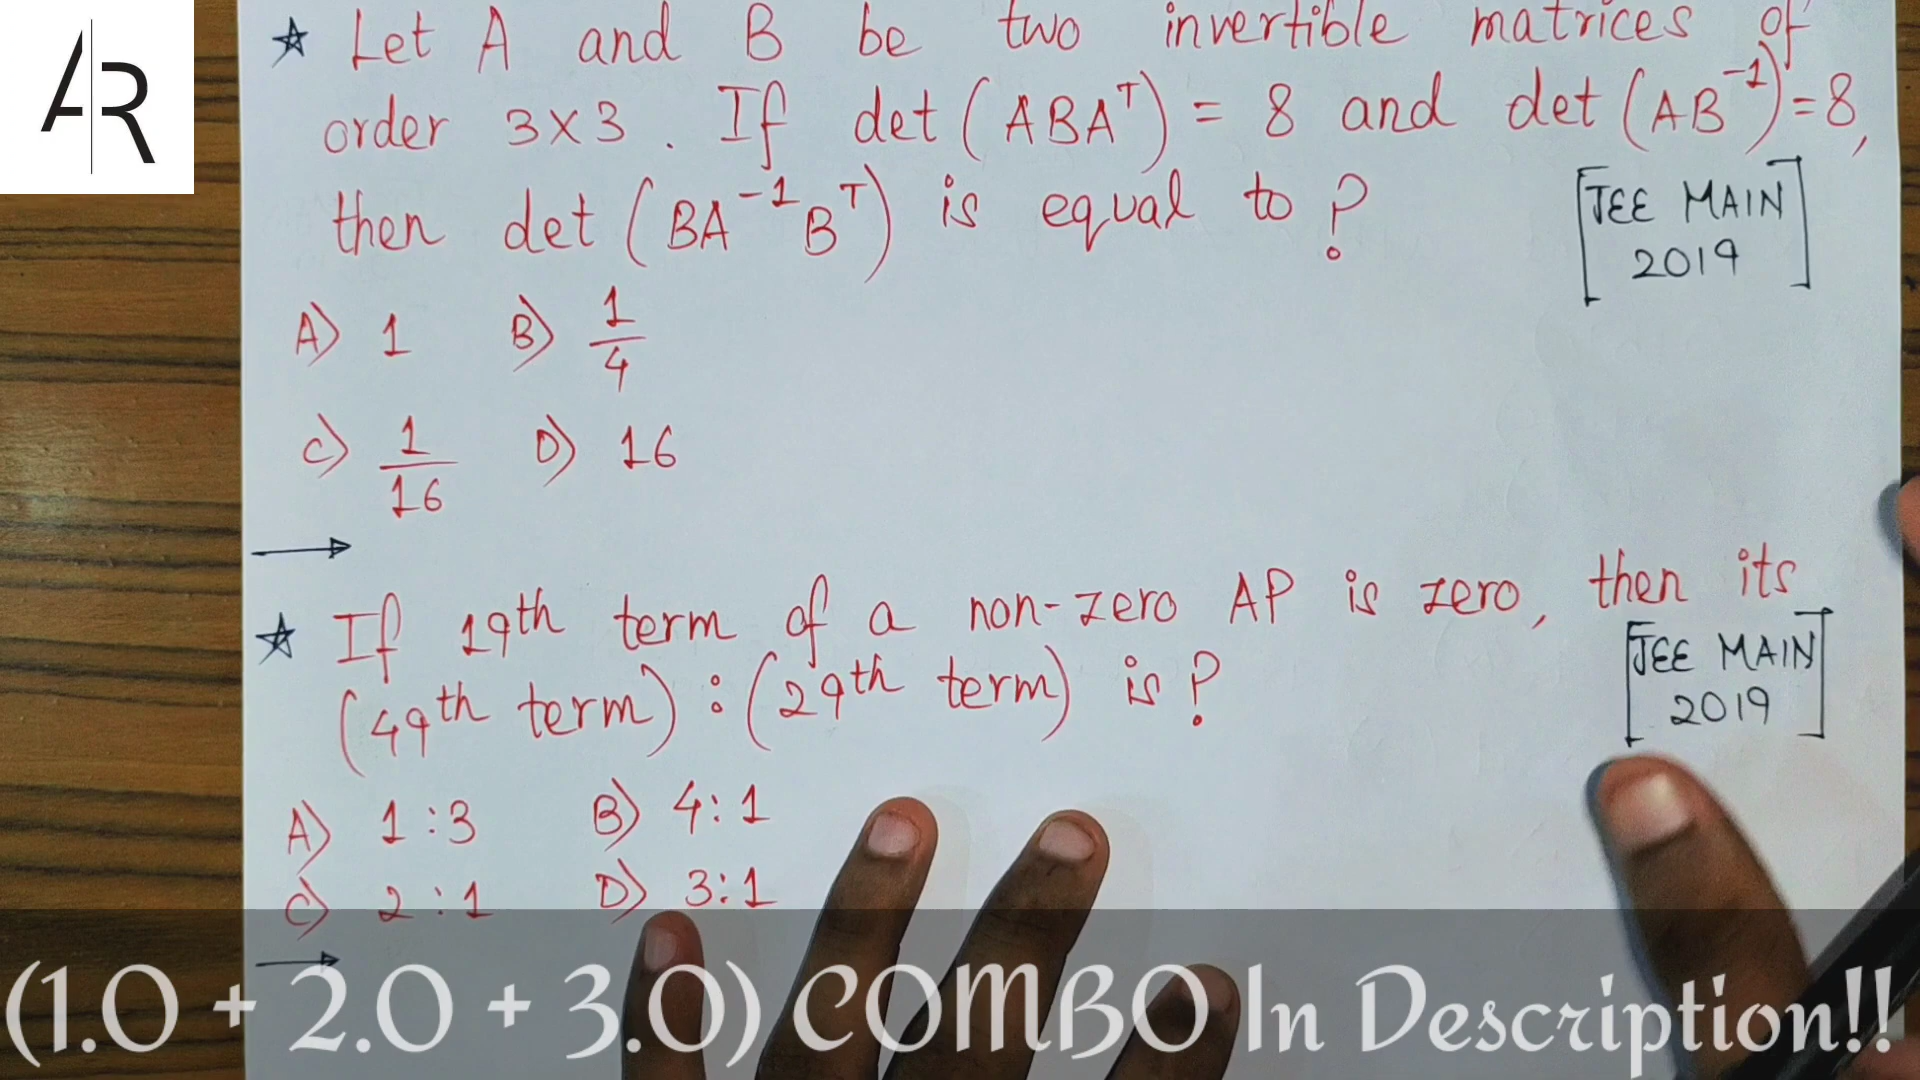 AR
☆ Let A and B be two invertible matrices of
order 3×3. If det (ABAᵀ) = 8 and det (AB⁻¹) = 8,
then det (BA⁻¹Bᵀ) is equal to ?
[JEE MAIN
2019]
A) 1 B) 1/4
C) 1/16 D) 16
→
☆ If 19th term of a non-zero AP is zero, then its
(49th term) : (29th term) is ?
[JEE MAIN
2019]
A) 1 : 3 B) 4 : 1
C) 2 : 1 D) 3 : 1
→
(1.O + 2.O + 3.O) COMBO In Description!!